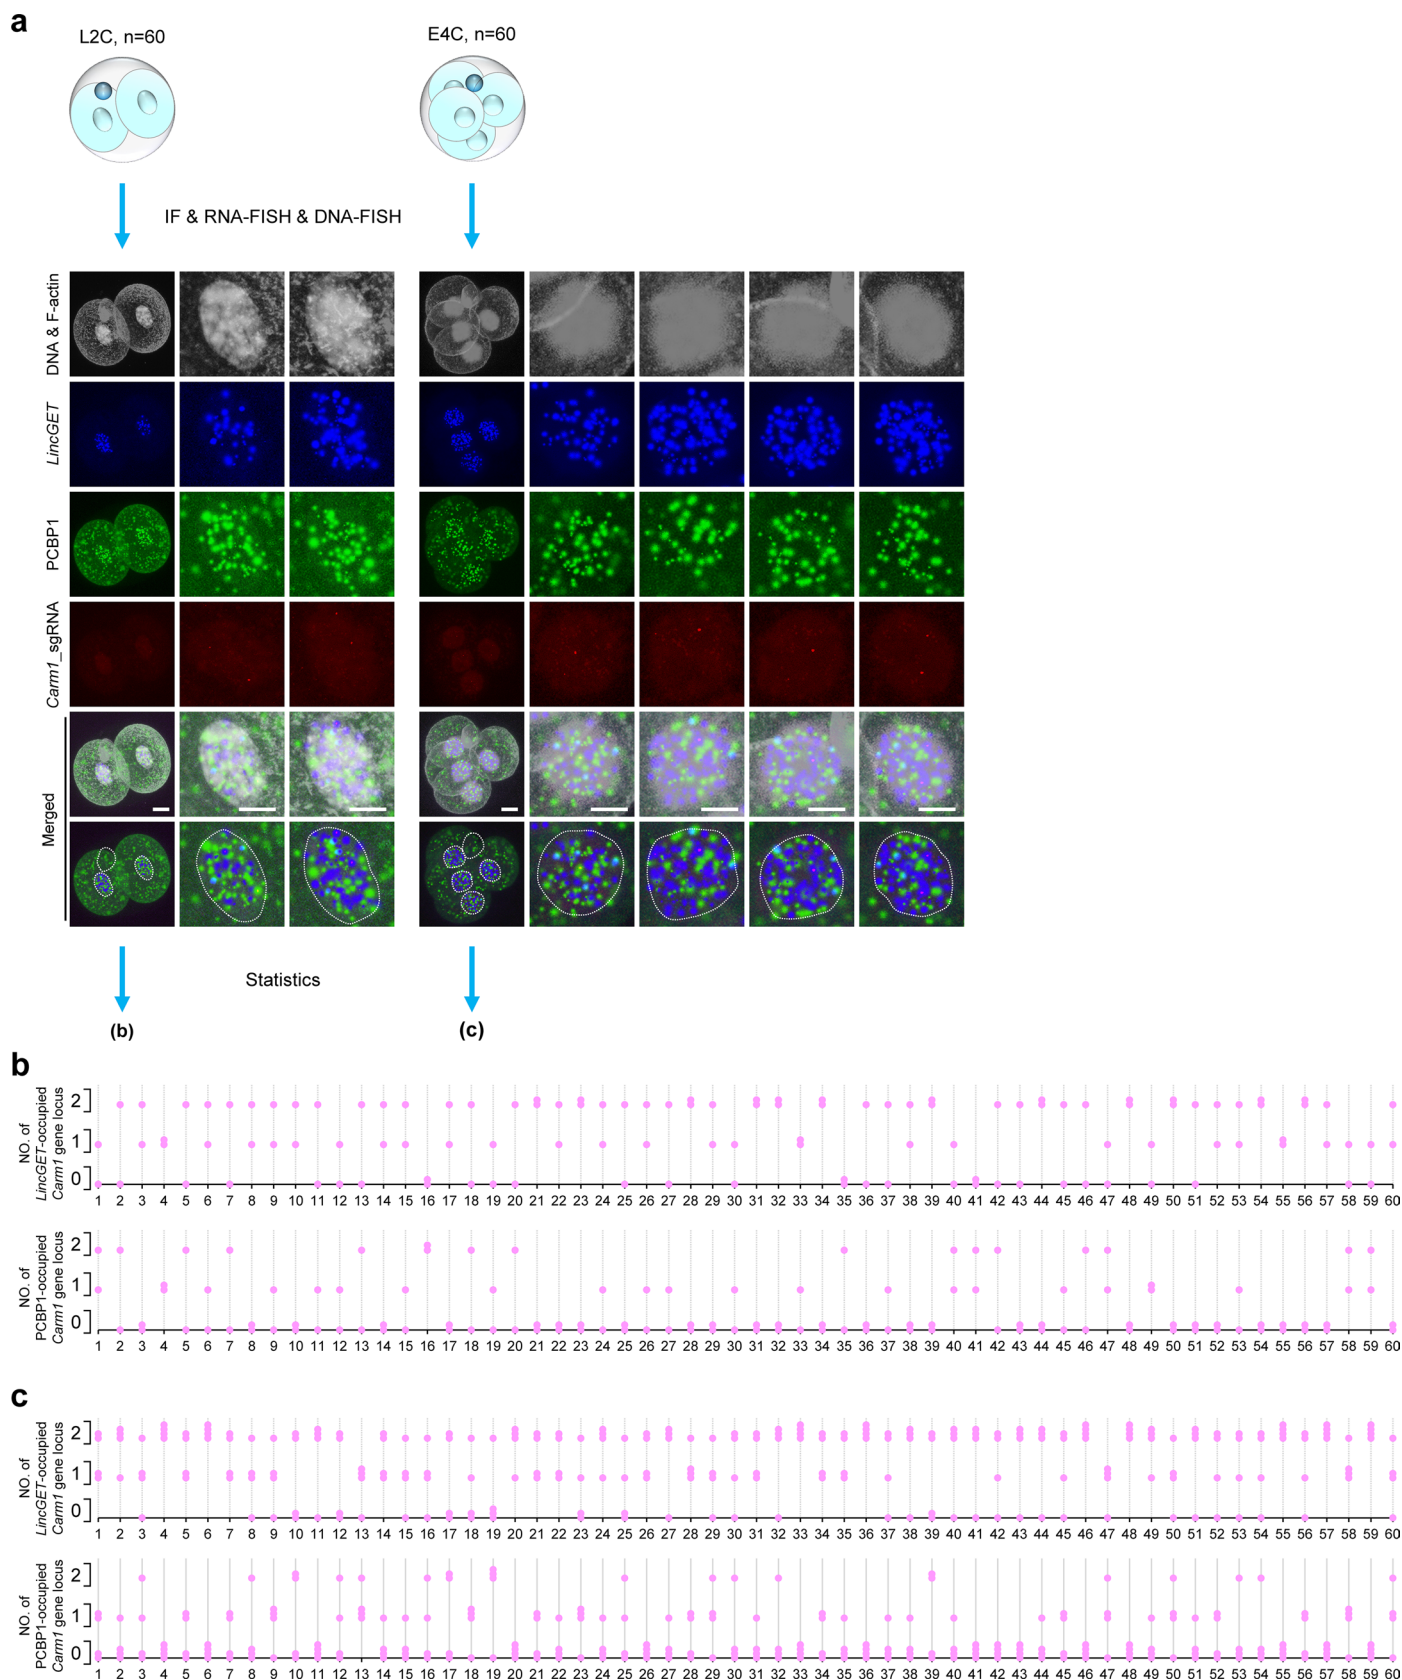 a
L2C, n=60
E4C, n=60
IF & RNA-FISH & DNA-FISH
DNA & F-actin
LincGET
PCBP1
Carm1_sgRNA
Merged
Statistics
(b)
(c)
b
NO. of
LincGET-occupied
Carm1 gene locus
2
1
0
1 2 3 4 5 6 7 8 9 10 11 12 13 14 15 16 17 18 19 20 21 22 23 24 25 26 27 28 29 30 31 32 33 34 35 36 37 38 39 40 41 42 43 44 45 46 47 48 49 50 51 52 53 54 55 56 57 58 59 60
NO. of
PCBP1-occupied
Carm1 gene locus
2
1
0
1 2 3 4 5 6 7 8 9 10 11 12 13 14 15 16 17 18 19 20 21 22 23 24 25 26 27 28 29 30 31 32 33 34 35 36 37 38 39 40 41 42 43 44 45 46 47 48 49 50 51 52 53 54 55 56 57 58 59 60
c
NO. of
LincGET-occupied
Carm1 gene locus
2
1
0
1 2 3 4 5 6 7 8 9 10 11 12 13 14 15 16 17 18 19 20 21 22 23 24 25 26 27 28 29 30 31 32 33 34 35 36 37 38 39 40 41 42 43 44 45 46 47 48 49 50 51 52 53 54 55 56 57 58 59 60
NO. of
PCBP1-occupied
Carm1 gene locus
2
1
0
1 2 3 4 5 6 7 8 9 10 11 12 13 14 15 16 17 18 19 20 21 22 23 24 25 26 27 28 29 30 31 32 33 34 35 36 37 38 39 40 41 42 43 44 45 46 47 48 49 50 51 52 53 54 55 56 57 58 59 60